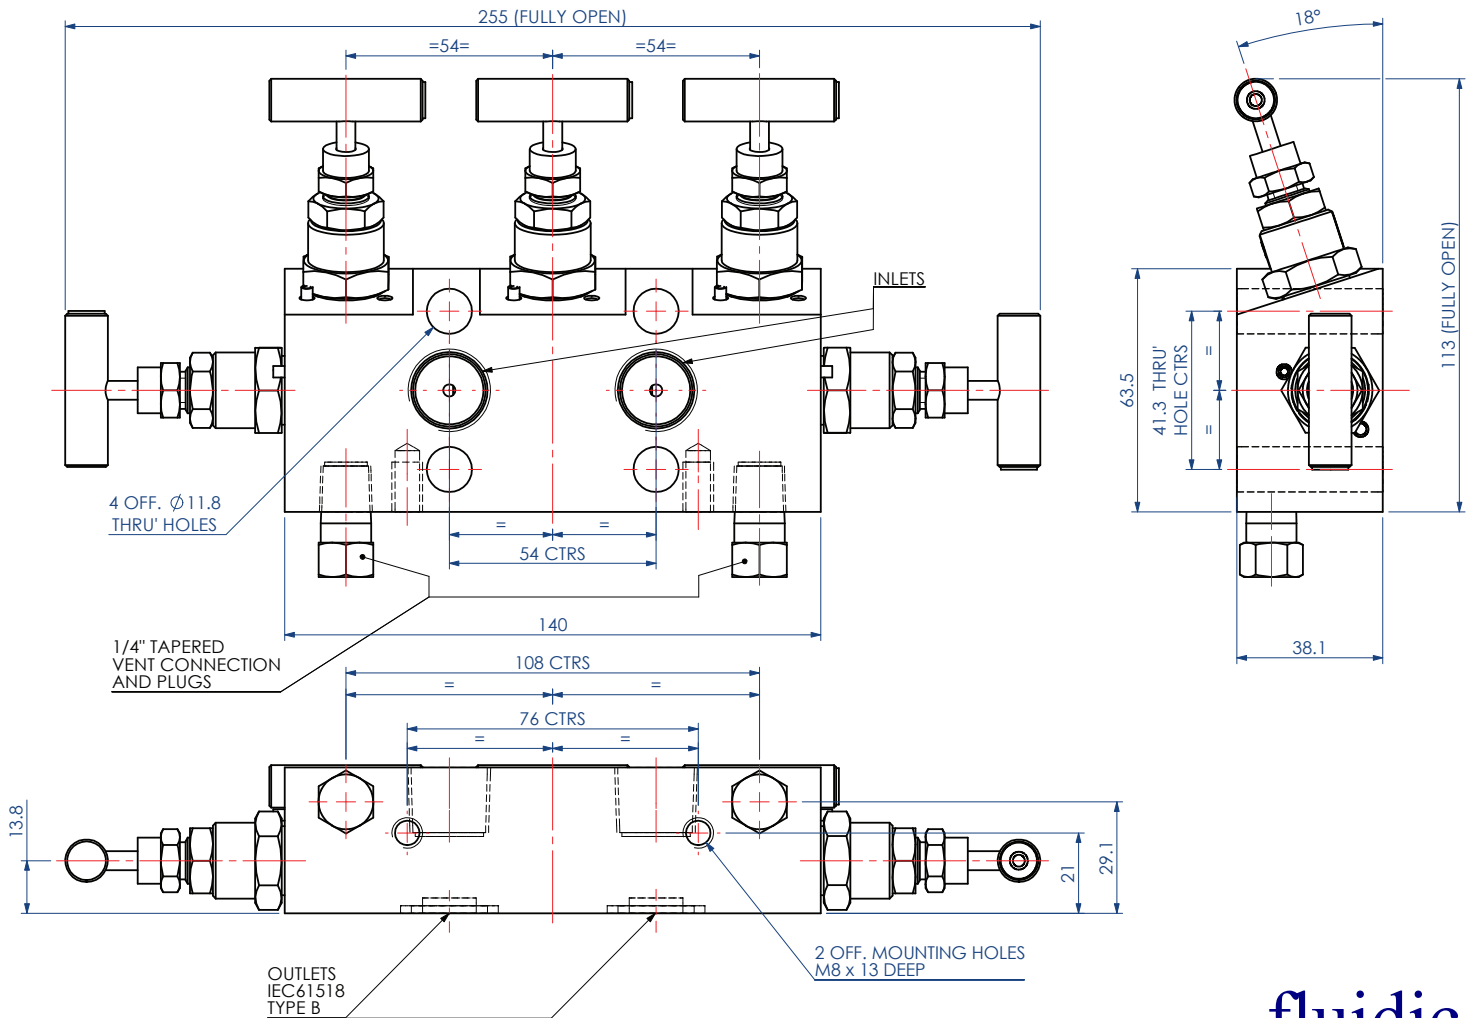 255 (FULLY OPEN)
=54=
=54=
18°
INLETS
113 (FULLY OPEN)
63.5
41.3 THRU'
HOLE CTRS
=
=
4 OFF. Ø11.8
THRU' HOLES
=
=
54 CTRS
140
38.1
1/4" TAPERED
VENT CONNECTION
AND PLUGS
108 CTRS
=
=
76 CTRS
=
=
13.8
21
29.1
2 OFF. MOUNTING HOLES
M8 x 13 DEEP
OUTLETS
IEC61518
TYPE B
fluidic